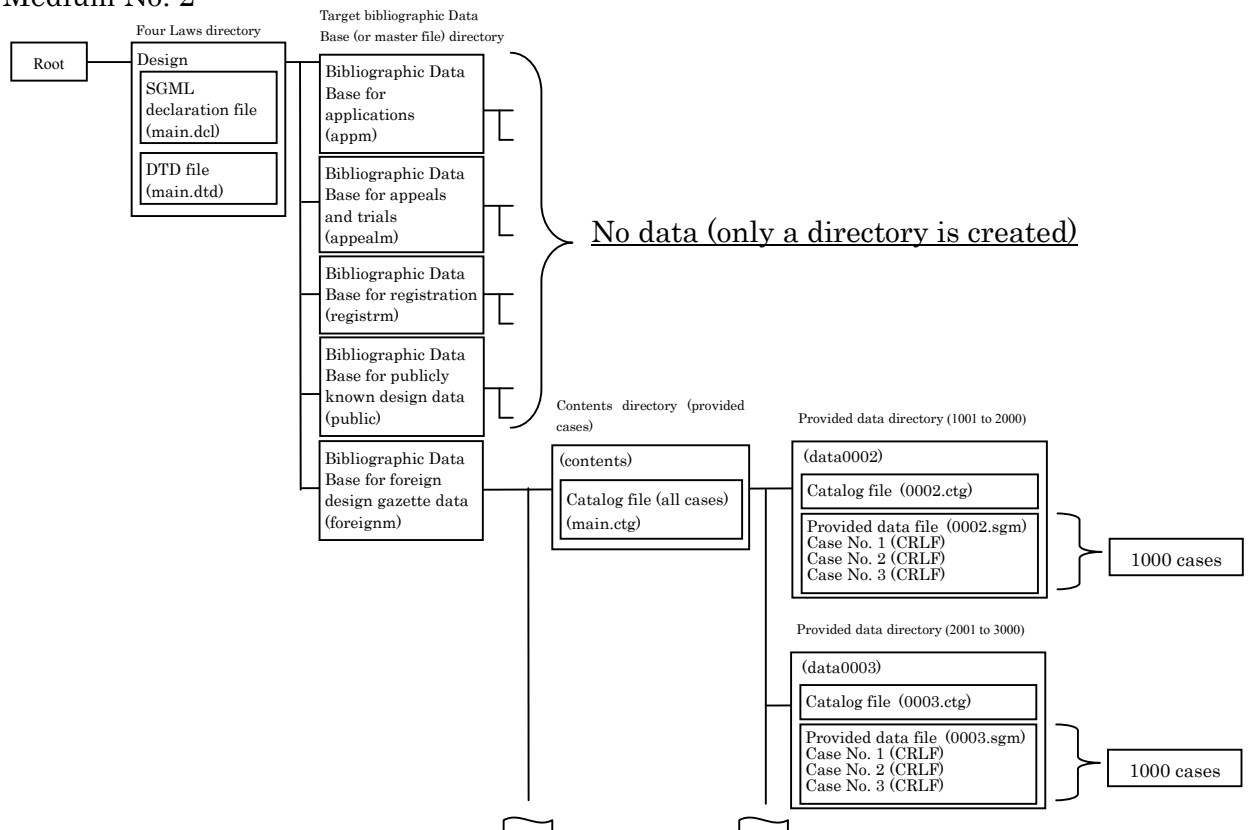 Medium No. 2
Four Laws directory
Target bibliographic Data
Base (or master file) directory
Root
Design
SGML
declaration file
(main.dcl)
DTD file
(main.dtd)
Bibliographic Data
Base for
applications
(appm)
Bibliographic Data
Base for appeals
and trials
(appealm)
Bibliographic Data
Base for registration
(registrm)
Bibliographic Data
Base for publicly
known design data
(public)
Bibliographic Data
Base for foreign
design gazette data
(foreignm)
No data (only a directory is created)
Contents directory (provided
cases)
(contents)
Catalog file (all cases)
(main.ctg)
Provided data directory (1001 to 2000)
(data0002)
Catalog file (0002.ctg)
Provided data file (0002.sgm)
Case No. 1 (CRLF)
Case No. 2 (CRLF)
Case No. 3 (CRLF)
1000 cases
Provided data directory (2001 to 3000)
(data0003)
Catalog file (0003.ctg)
Provided data file (0003.sgm)
Case No. 1 (CRLF)
Case No. 2 (CRLF)
Case No. 3 (CRLF)
1000 cases